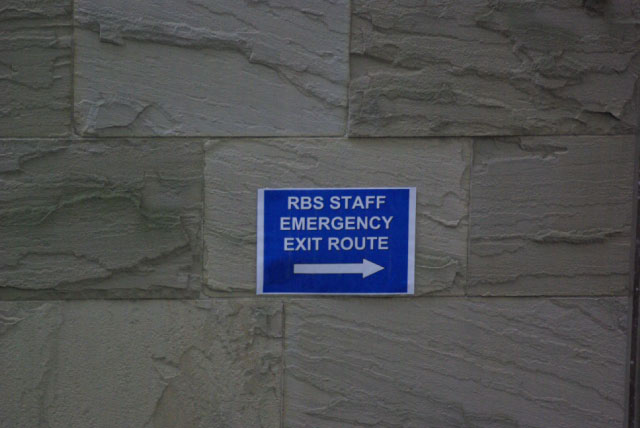 RBS STAFF
EMERGENCY
EXIT ROUTE